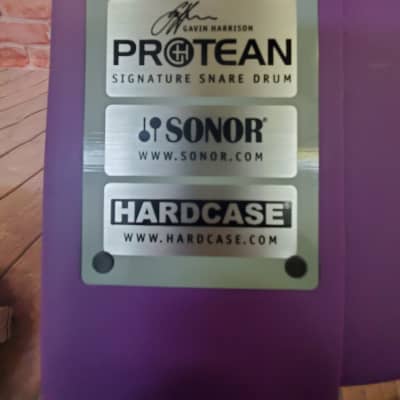 GAVIN HARRISON
PROTEAN
SIGNATURE SNARE DRUM
SONOR®
WWW.SONOR.COM
HARDCASE®
WWW.HARDCASE.COM